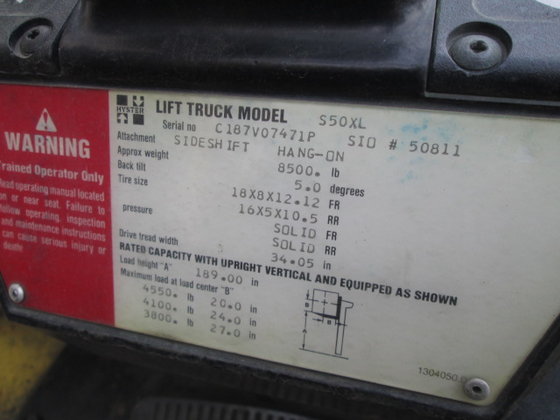 WARNING
Trained Operator Only
Read operating manual located
on or near seat. Failure to
follow operating, inspection
and maintenance instructions
can cause serious injury or
death
HYSTER
LIFT TRUCK MODEL S50XL
Serial no C187V07471P SIO # 50811
Attachment SIDESHIFT HANG-ON
Approx weight 8500. lb
Back tilt 5.0 degrees
Tire size 18X8X12.12 FR
16X5X10.5 RR
pressure SOLID FR
SOLID RR
Drive tread width 34.05 in
RATED CAPACITY WITH UPRIGHT VERTICAL AND EQUIPPED AS SHOWN
Load height "A" 189.00 in
Maximum load at load center "B"
4550. lb 20.0 in
4100. lb 24.0 in
3800. lb 27.0 in
B
A